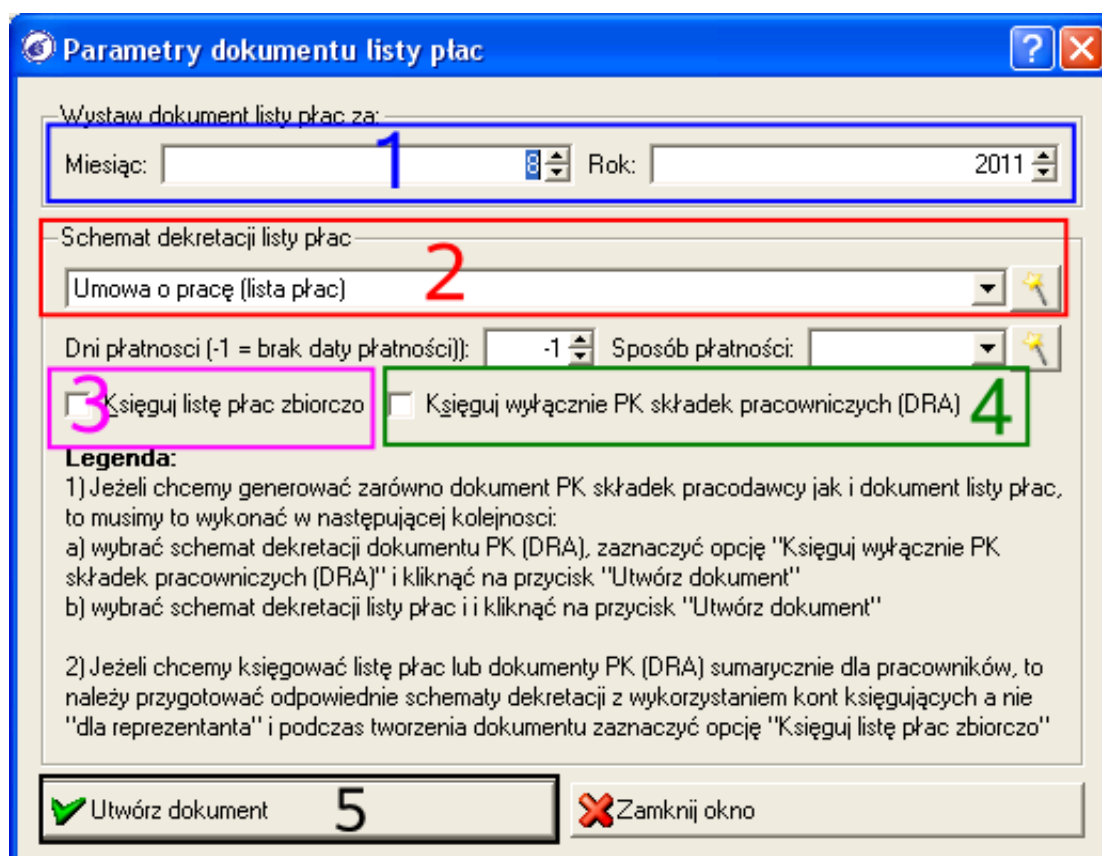 Parametry dokumentu listy płac
Wystaw dokument listy płac za:
1
Miesiąc: 8 Rok: 2011
Schemat dekretacji listy płac
2
Umowa o pracę (lista płac)
Dni płatnosci (-1 = brak daty płatności)): -1 Sposób płatności:
3 Księguj listę płac zbiorczo Księguj wyłącznie PK składek pracowniczych (DRA) 4
Legenda:
1) Jeżeli chcemy generować zarówno dokument PK składek pracodawcy jak i dokument listy płac,
to musimy to wykonać w następującej kolejnosci:
a) wybrać schemat dekretacji dokumentu PK (DRA), zaznaczyć opcję "Księguj wyłącznie PK
składek pracowniczych (DRA)" i kliknąć na przycisk "Utwórz dokument"
b) wybrać schemat dekretacji listy płac i i kliknąć na przycisk "Utwórz dokument"
2) Jeżeli chcemy księgować listę płac lub dokumenty PK (DRA) sumarycznie dla pracowników, to
należy przygotować odpowiednie schematy dekretacji z wykorzystaniem kont księgujących a nie
"dla reprezentanta" i podczas tworzenia dokumentu zaznaczyć opcję "Księguj listę płac zbiorczo"
Utwórz dokument 5 Zamknij okno